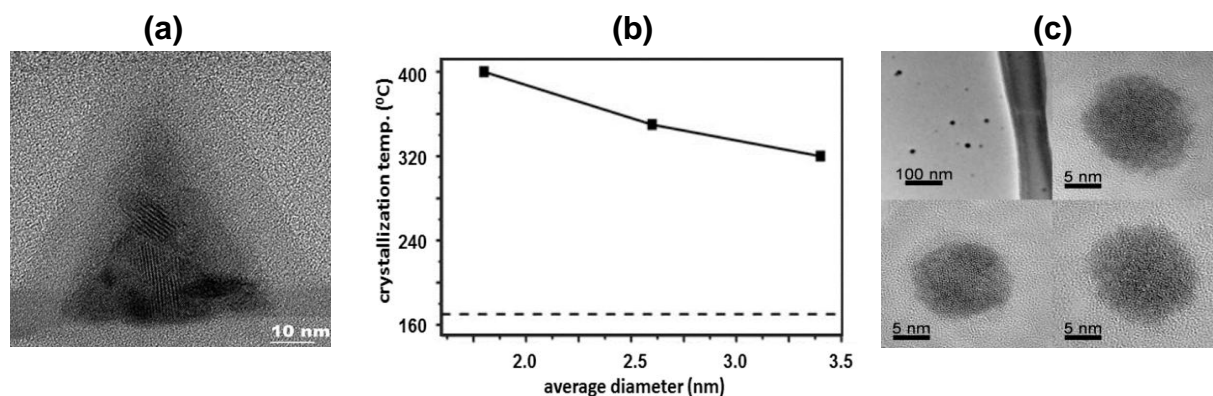 (a)
(b)
(c)
10 nm
crystallization temp. (⁰C)
400
320
240
160
2.0
2.5
3.0
3.5
average diameter (nm)
100 nm
5 nm
5 nm
5 nm